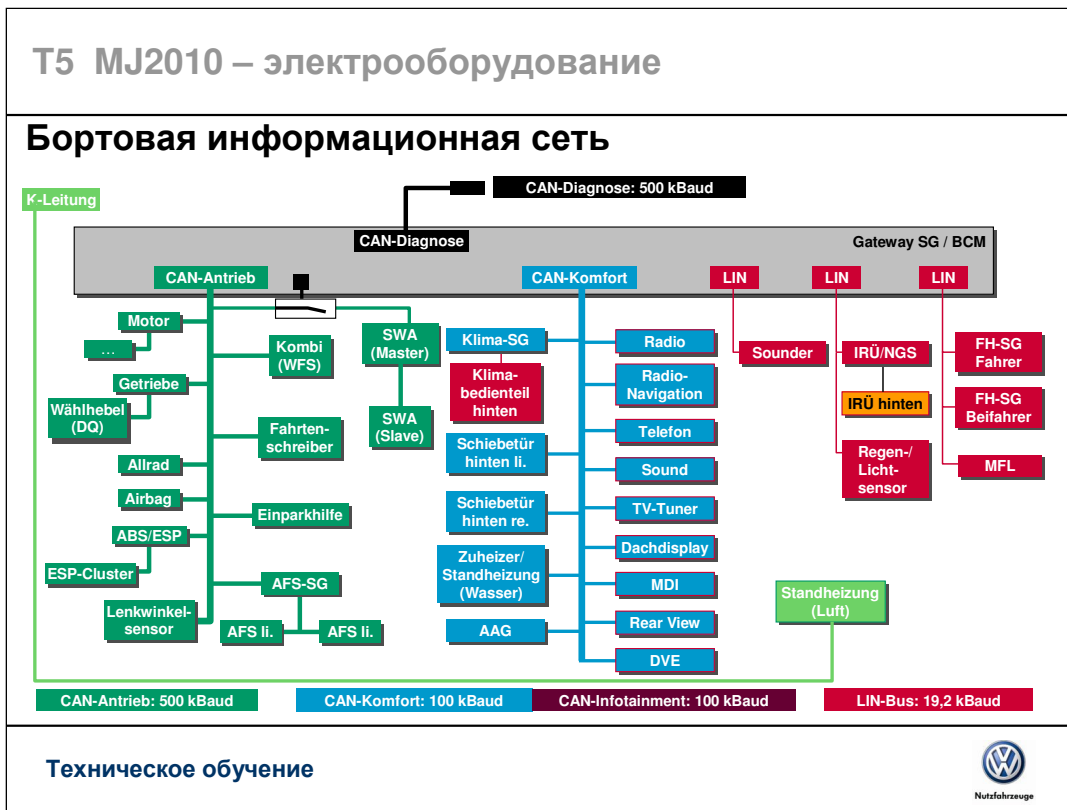 T5 MJ2010 – электрооборудование
Бортовая информационная сеть
K-Leitung
CAN-Diagnose: 500 kBaud
CAN-Diagnose
Gateway SG / BCM
CAN-Antrieb
CAN-Komfort
LIN
LIN
LIN
Motor
...
Getriebe
Wählhebel
(DQ)
Allrad
Airbag
ABS/ESP
ESP-Cluster
Lenkwinkel-
sensor
Kombi
(WFS)
Fahrten-
schreiber
Einparkhilfe
AFS-SG
AFS li.
AFS li.
SWA
(Master)
SWA
(Slave)
Klima-SG
Klima-
bedienteil
hinten
Schiebetür
hinten li.
Schiebetür
hinten re.
Zuheizer/
Standheizung
(Wasser)
AAG
Radio
Radio-
Navigation
Telefon
Sound
TV-Tuner
Dachdisplay
MDI
Rear View
DVE
Sounder
IRÜ/NGS
IRÜ hinten
Regen-/
Licht-
sensor
FH-SG
Fahrer
FH-SG
Beifahrer
MFL
Standheizung
(Luft)
CAN-Antrieb: 500 kBaud
CAN-Komfort: 100 kBaud
CAN-Infotainment: 100 kBaud
LIN-Bus: 19,2 kBaud
Техническое обучение
Nutzfahrzeuge